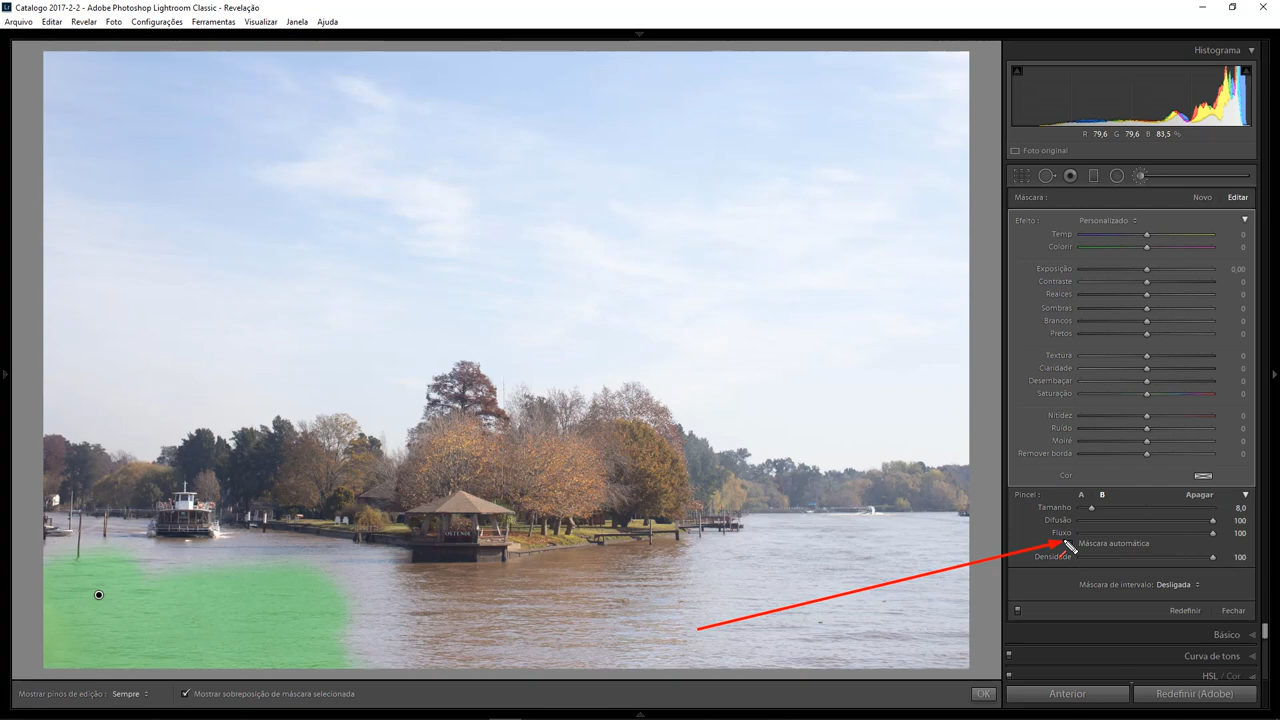 Catalogo 2017-2-2 - Adobe Photoshop Lightroom Classic - Revelação
Arquivo Editar Revelar Foto Configurações Ferramentas Visualizar Janela Ajuda
Histograma
R 79,6 G 79,6 B 83,5 %
Foto original
Máscara : Novo Editar
Efeito : Personalizado
Temp 0
Colorir 0
Exposição 0,00
Contraste 0
Realces 0
Sombras 0
Brancos 0
Pretos 0
Textura 0
Claridade 0
Desembaçar 0
Saturação 0
Nitidez 0
Ruído 0
Moiré 0
Remover borda 0
Cor
Pincel : A B Apagar
Tamanho 8,0
Difusão 100
Fluxo 100
Máscara automática
Densidade 100
Máscara de intervalo: Desligada
Redefinir Fechar
Básico
Curva de tons
HSL / Cor
Mostrar pinos de edição : Sempre Mostrar sobreposição de máscara selecionada OK
Anterior Redefinir (Adobe)